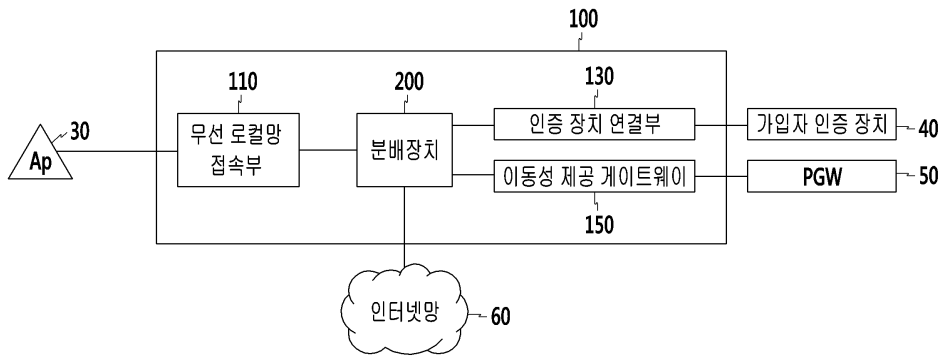 100
110
200
130
30
Ap
무선 로컬망
접속부
분배장치
인증 장치 연결부
가입자 인증 장치
40
이동성 제공 게이트웨이
PGW
50
150
인터넷망
60